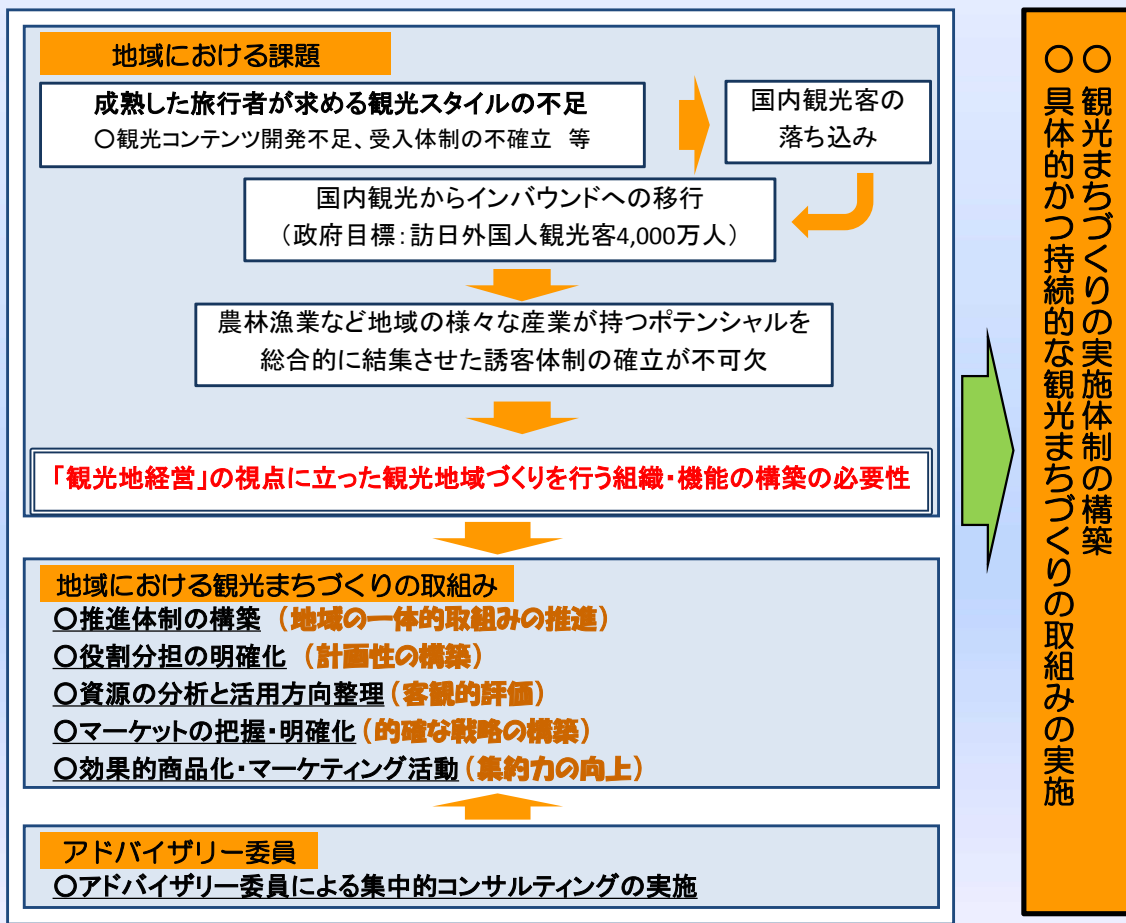 地域における課題
成熟した旅行者が求める観光スタイルの不足
○観光コンテンツ開発不足、受入体制の不確立　等
国内観光客の
落ち込み
国内観光からインバウンドへの移行
（政府目標：訪日外国人観光客4,000万人）
農林漁業など地域の様々な産業が持つポテンシャルを
総合的に結集させた誘客体制の確立が不可欠
「観光地経営」の視点に立った観光地域づくりを行う組織・機能の構築の必要性
地域における観光まちづくりの取組み
○推進体制の構築（地域の一体的取組みの推進）
○役割分担の明確化（計画性の構築）
○資源の分析と活用方向整理（客観的評価）
○マーケットの把握・明確化（的確な戦略の構築）
○効果的商品化・マーケティング活動（集約力の向上）
アドバイザリー委員
○アドバイザリー委員による集中的コンサルティングの実施
○観光まちづくりの実施体制の構築
○具体的かつ持続的な観光まちづくりの取組みの実施